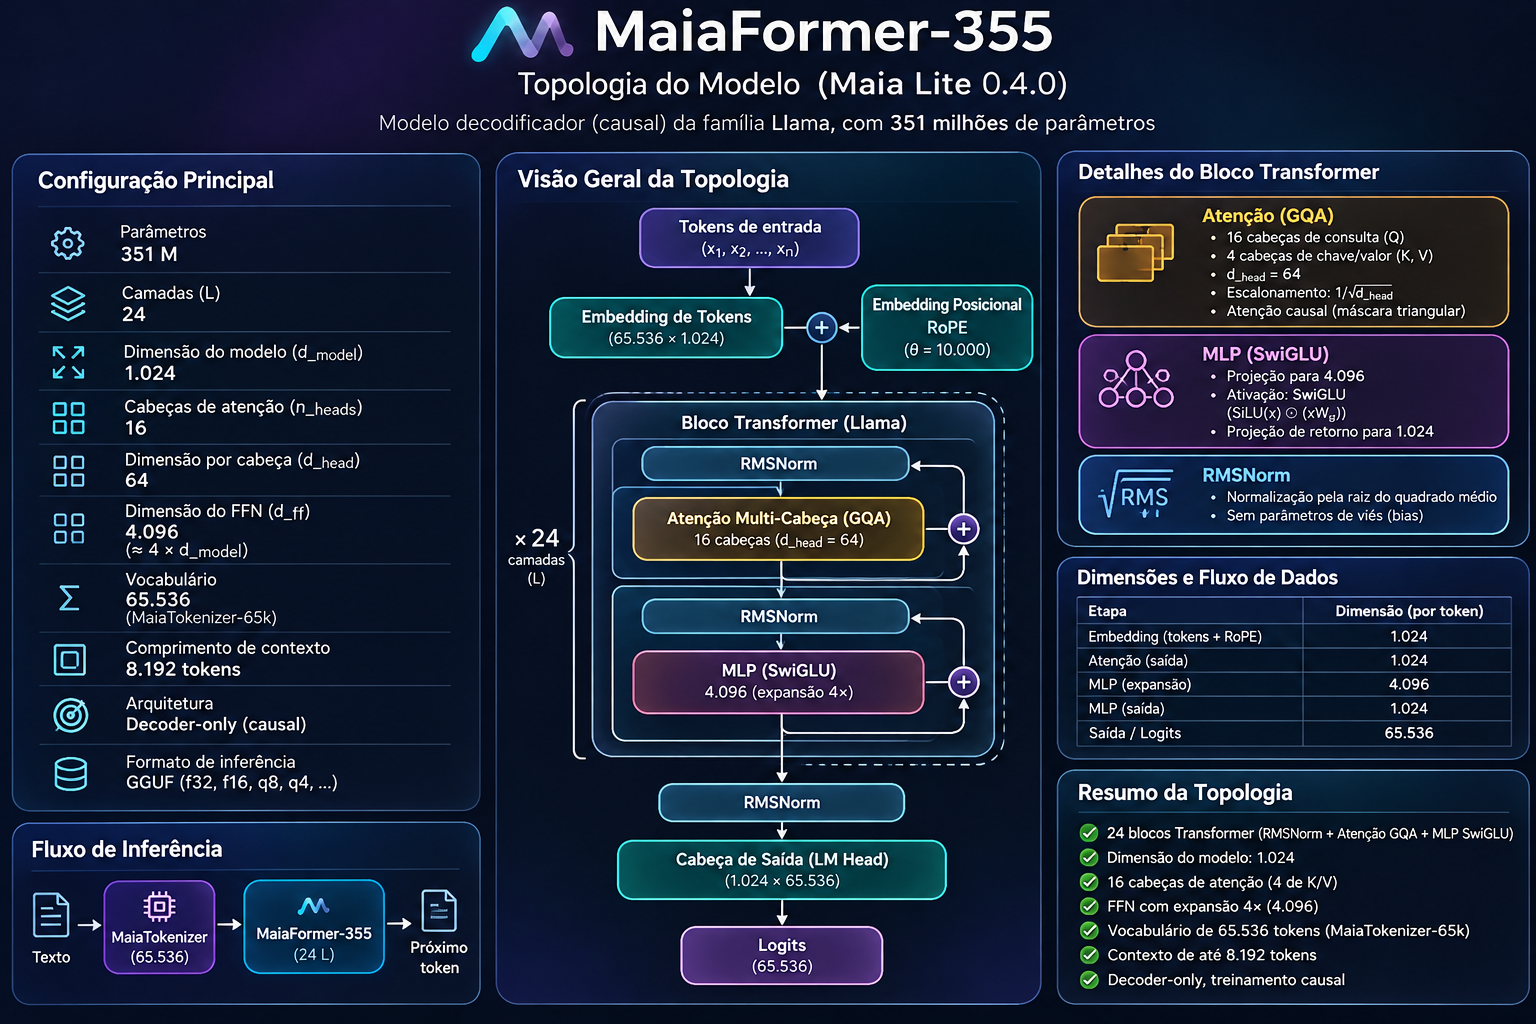 MaiaFormer-355
Topologia do Modelo (Maia Lite 0.4.0)
Modelo decodificador (causal) da família Llama, com 351 milhões de parâmetros
Configuração Principal
Parâmetros
351 M
Camadas (L)
24
Dimensão do modelo (d_model)
1.024
Cabeças de atenção (n_heads)
16
Dimensão por cabeça (d_head)
64
Dimensão do FFN (d_ff)
4.096
(≈ 4 × d_model)
Vocabulário
65.536
(MaiaTokenizer-65k)
Comprimento de contexto
8.192 tokens
Arquitetura
Decoder-only (causal)
Formato de inferência
GGUF (f32, f16, q8, q4, ...)
Fluxo de Inferência
Texto
MaiaTokenizer
(65.536)
MaiaFormer-355
(24 L)
Próximo
token
Visão Geral da Topologia
Tokens de entrada
(x₁, x₂, ..., xₙ)
Embedding de Tokens
(65.536 × 1.024)
+
Embedding Posicional
RoPE
(θ = 10.000)
× 24
camadas
(L)
Bloco Transformer (Llama)
RMSNorm
Atenção Multi-Cabeça (GQA)
16 cabeças (d_head = 64)
+
RMSNorm
MLP (SwiGLU)
4.096 (expansão 4×)
+
RMSNorm
Cabeça de Saída (LM Head)
(1.024 × 65.536)
Logits
(65.536)
Detalhes do Bloco Transformer
Atenção (GQA)
• 16 cabeças de consulta (Q)
• 4 cabeças de chave/valor (K, V)
• d_head = 64
• Escalonamento: 1/√d_head
• Atenção causal (máscara triangular)
MLP (SwiGLU)
• Projeção para 4.096
• Ativação: SwiGLU
(SiLU(x) ⊙ (xW_g))
• Projeção de retorno para 1.024
√RMS
RMSNorm
• Normalização pela raiz do quadrado médio
• Sem parâmetros de viés (bias)
Dimensões e Fluxo de Dados
Etapa Dimensão (por token)
Embedding (tokens + RoPE) 1.024
Atenção (saída) 1.024
MLP (expansão) 4.096
MLP (saída) 1.024
Saída / Logits 65.536
Resumo da Topologia
24 blocos Transformer (RMSNorm + Atenção GQA + MLP SwiGLU)
Dimensão do modelo: 1.024
16 cabeças de atenção (4 de K/V)
FFN com expansão 4× (4.096)
Vocabulário de 65.536 tokens (MaiaTokenizer-65k)
Contexto de até 8.192 tokens
Decoder-only, treinamento causal